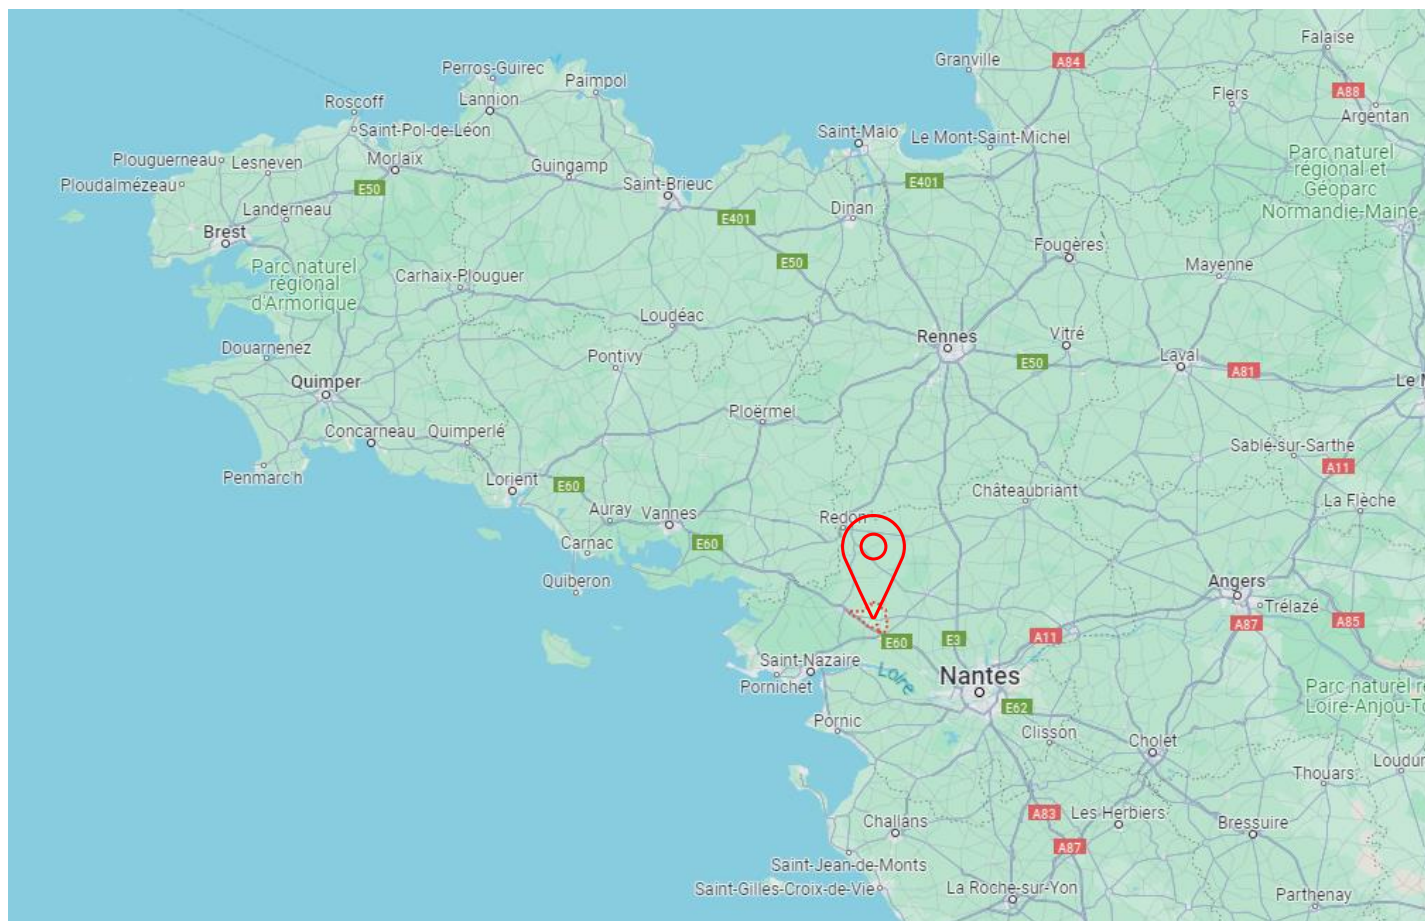 Falaise
Granville
A84
Perros-Guirec
Paimpol
A88
Flers
Lannion
Roscoff
Argentan
Saint-Pol-de-Léon
Saint-Malo
Le Mont-Saint-Michel
Parc naturel
régional et
Géoparc
Normandie-Maine
Plouguerneau
Lesneven
Morlaix
Guingamp
Ploudalmézeau
E50
Saint-Brieuc
E401
Landerneau
E401
Dinan
Brest
Fougères
E50
Mayenne
Parc naturel
régional
d'Armorique
Carhaix-Plouguer
Loudéac
Rennes
Vitré
Douarnenez
Pontivy
E50
Laval
A81
Quimper
Le M
Ploërmel
Concarneau
Quimperlé
Sablé-sur-Sarthe
A11
Penmarc'h
Lorient
E60
Châteaubriant
La Flèche
Auray
Vannes
Redon
Carnac
E60
Quiberon
Angers
Trélazé
A87
A85
E60
E3
A11
Saint-Nazaire
Loire
Nantes
Pornichet
Parc naturel r
Loire-Anjou-To
E62
Pornic
Clisson
Cholet
Thouars
Loudun
A83
Les Herbiers
Challans
Bressuire
A87
Saint-Jean-de-Monts
Saint-Gilles-Croix-de-Vie
La Roche-sur-Yon
Parthenay